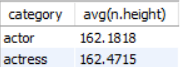 category avg(n.height)
actor 162.1818
actress 162.4715